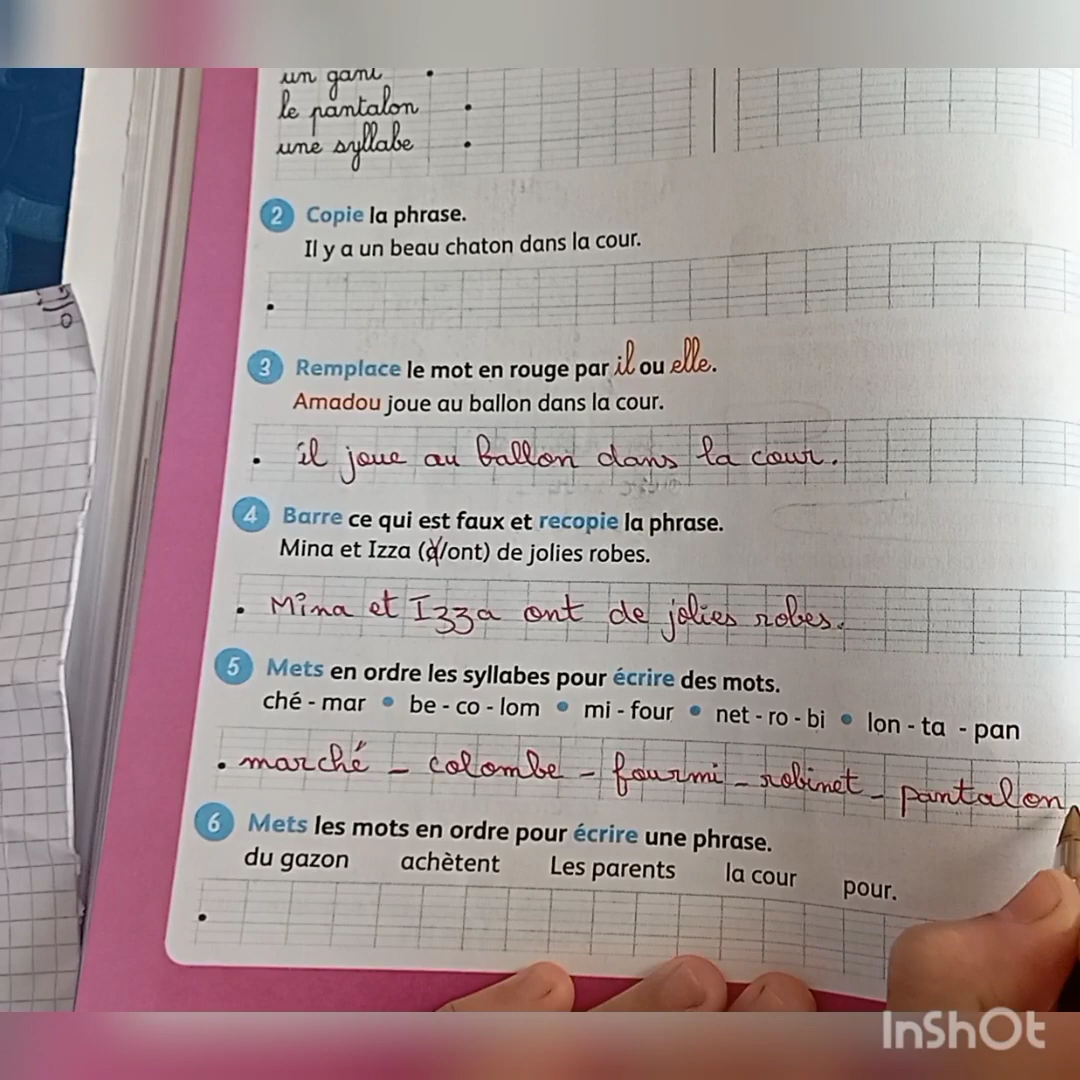 un gant
le pantalon
une syllabe
2 Copie la phrase.
Il y a un beau chaton dans la cour.
3 Remplace le mot en rouge par il ou elle.
Amadou joue au ballon dans la cour.
il joue au ballon dans la cour.
4 Barre ce qui est faux et recopie la phrase.
Mina et Izza (a/ont) de jolies robes.
Mina et Izza ont de jolies robes.
5 Mets en ordre les syllabes pour écrire des mots.
ché - mar • be - co - lom • mi - four • net - ro - bi • lon - ta - pan
marché - colombe - fourmi - robinet - pantalon
6 Mets les mots en ordre pour écrire une phrase.
du gazon achètent Les parents la cour pour.
InShOt